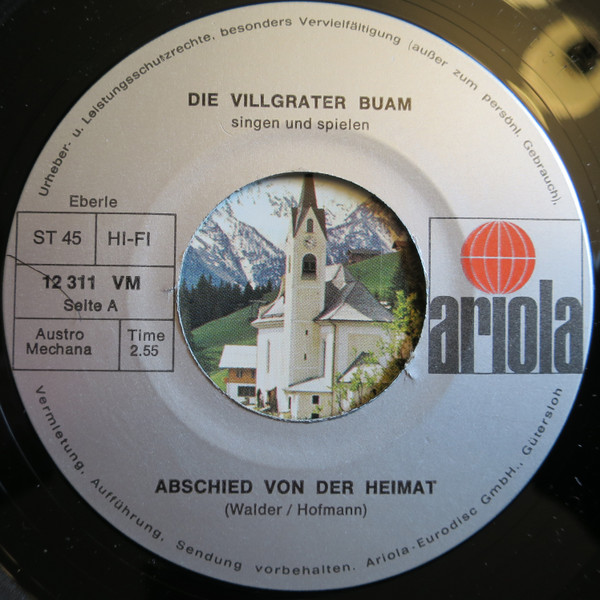 Urheber- u. Leistungsschutzrechte, besonders Vervielfältigung (außer zum persönl. Gebrauch),
DIE VILLGRATER BUAM
singen und spielen
Eberle
ST 45 HI-FI
12 311 VM
Seite A
Austro Mechana
Time 2.55
ariola
ABSCHIED VON DER HEIMAT
(Walder / Hofmann)
Vermietung, Aufführung, Sendung vorbehalten. Ariola-Eurodisc GmbH., Gütersloh